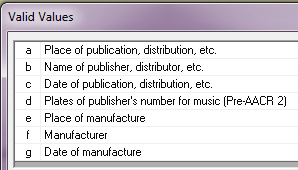 Valid Values
a Place of publication, distribution, etc.
b Name of publisher, distributor, etc.
c Date of publication, distribution, etc.
d Plates of publisher's number for music (Pre-AACR 2)
e Place of manufacture
f Manufacturer
g Date of manufacture